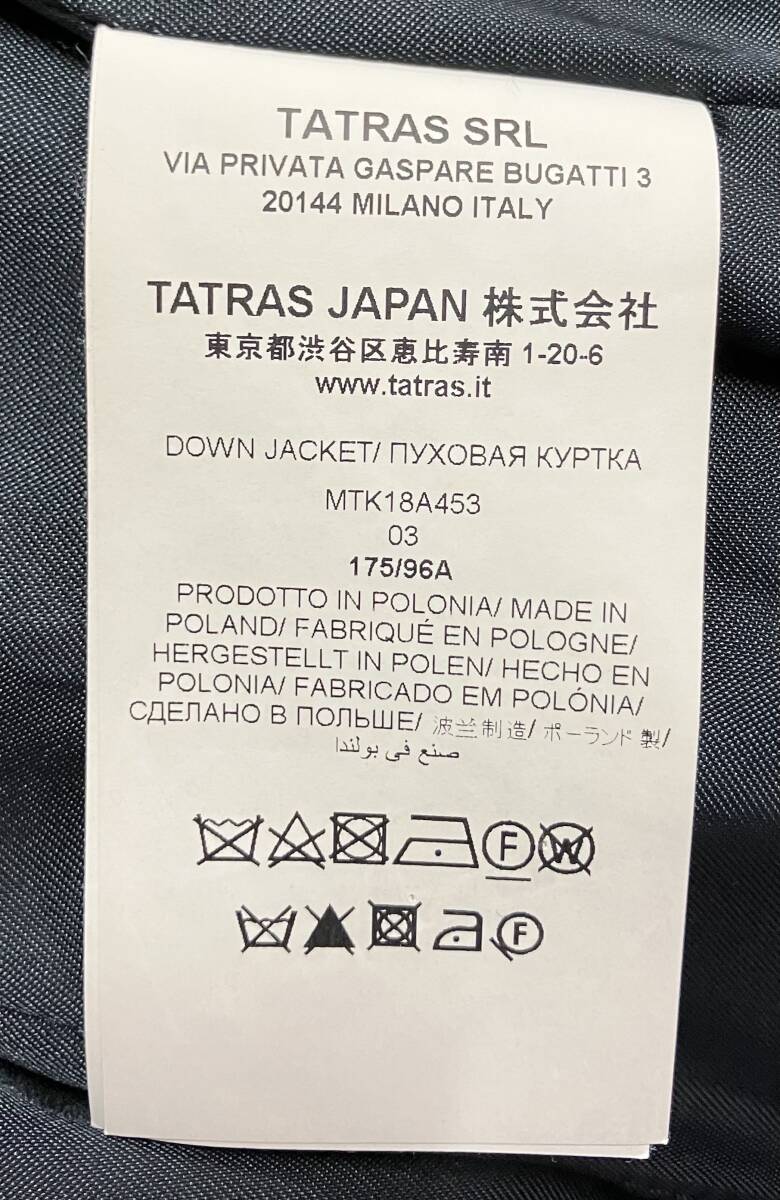 TATRAS SRL
VIA PRIVATA GASPARE BUGATTI 3
20144 MILANO ITALY
TATRAS JAPAN 株式会社
東京都渋谷区恵比寿南 1-20-6
www.tatras.it
DOWN JACKET/ ПУХОВАЯ КУРТКА
MTK18A453
03
175/96A
PRODOTTO IN POLONIA/ MADE IN
POLAND/ FABRIQUÉ EN POLOGNE/
HERGESTELLT IN POLEN/ HECHO EN
POLONIA/ FABRICADO EM POLÓNIA/
СДЕЛАНО В ПОЛЬШЕ/ 波兰制造/ ポーランド製/
صنع في بولندا
F W
F